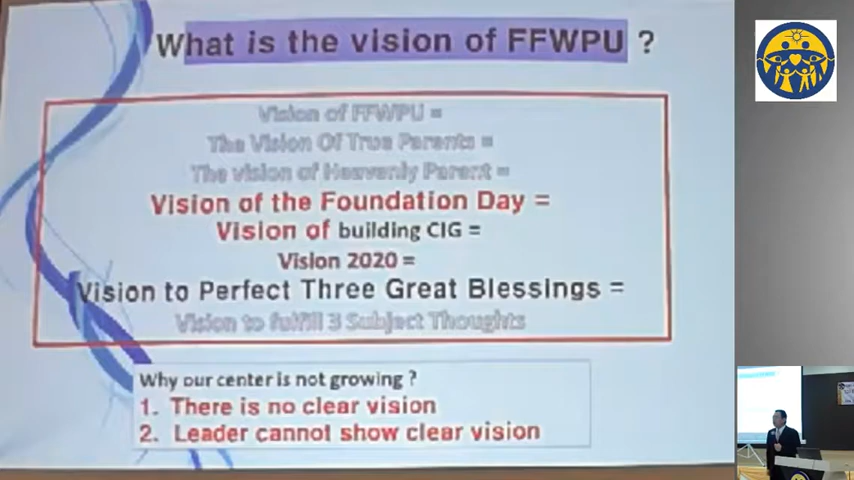 What is the vision of FFWPU ?
Vision of FFWPU =
The Vision Of True Parents =
The vision of Heavenly Parent =
Vision of the Foundation Day =
Vision of building CIG =
Vision 2020 =
Vision to Perfect Three Great Blessings =
Vision to fulfill 3 Subject Thoughts
Why our center is not growing ?
1. There is no clear vision
2. Leader cannot show clear vision